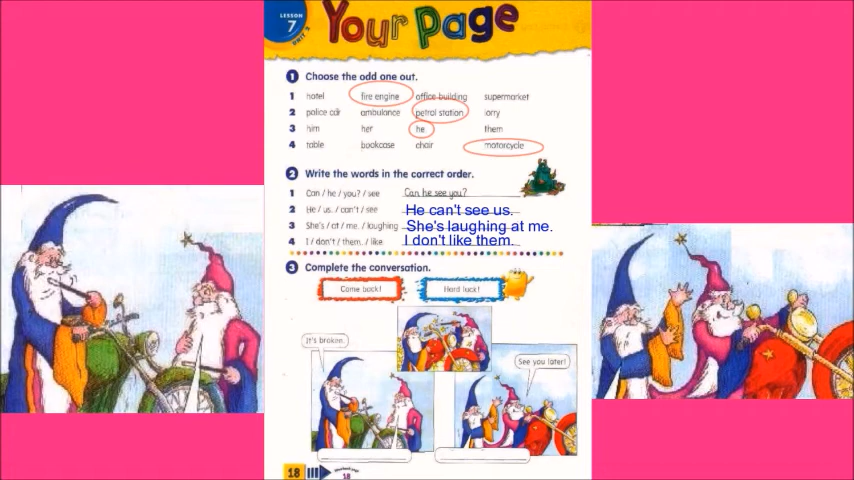 LESSON
7
UNIT 2
Your Page
1 Choose the odd one out.
1 hotel fire engine office building supermarket
2 police car ambulance petrol station lorry
3 him her he them
4 table bookcase chair motorcycle
2 Write the words in the correct order.
1 Can / he / you? / see Can he see you?
2 He / us. / can't / see He can't see us.
3 She's / at / me. / laughing She's laughing at me.
4 I / don't / them. / like I don't like them.
3 Complete the conversation.
Come back! Hard luck!
It's broken.
See you later!
18
18